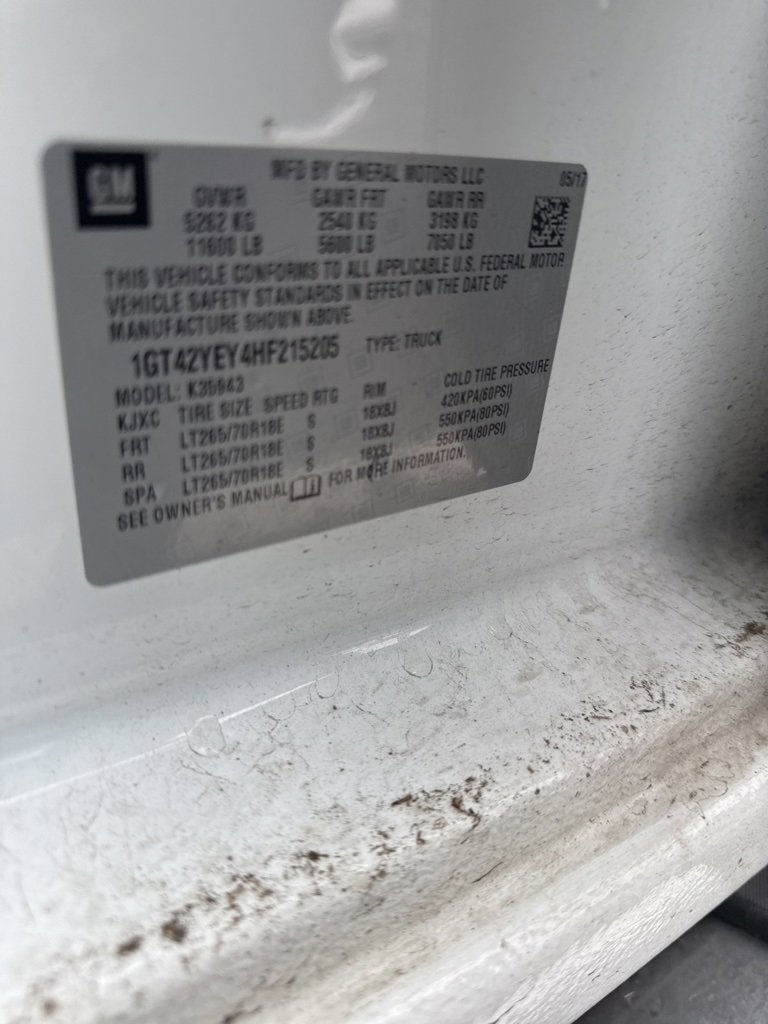 GM
MFD BY GENERAL MOTORS LLC 05/17
GVWR GAWR FRT GAWR RR
5262 KG 2540 KG 3198 KG
11600 LB 5600 LB 7050 LB
THIS VEHICLE CONFORMS TO ALL APPLICABLE U.S. FEDERAL MOTOR
VEHICLE SAFETY STANDARDS IN EFFECT ON THE DATE OF
MANUFACTURE SHOWN ABOVE.
1GT42YEY4HF215205 TYPE: TRUCK
MODEL: K35943
KJXC TIRE SIZE SPEED RTG RIM COLD TIRE PRESSURE
FRT LT265/70R18E S 18X8J 420KPA(60PSI)
RR LT265/70R18E S 18X8J 550KPA(80PSI)
SPA LT265/70R18E S 18X8J 550KPA(80PSI)
SEE OWNER'S MANUAL FOR MORE INFORMATION.